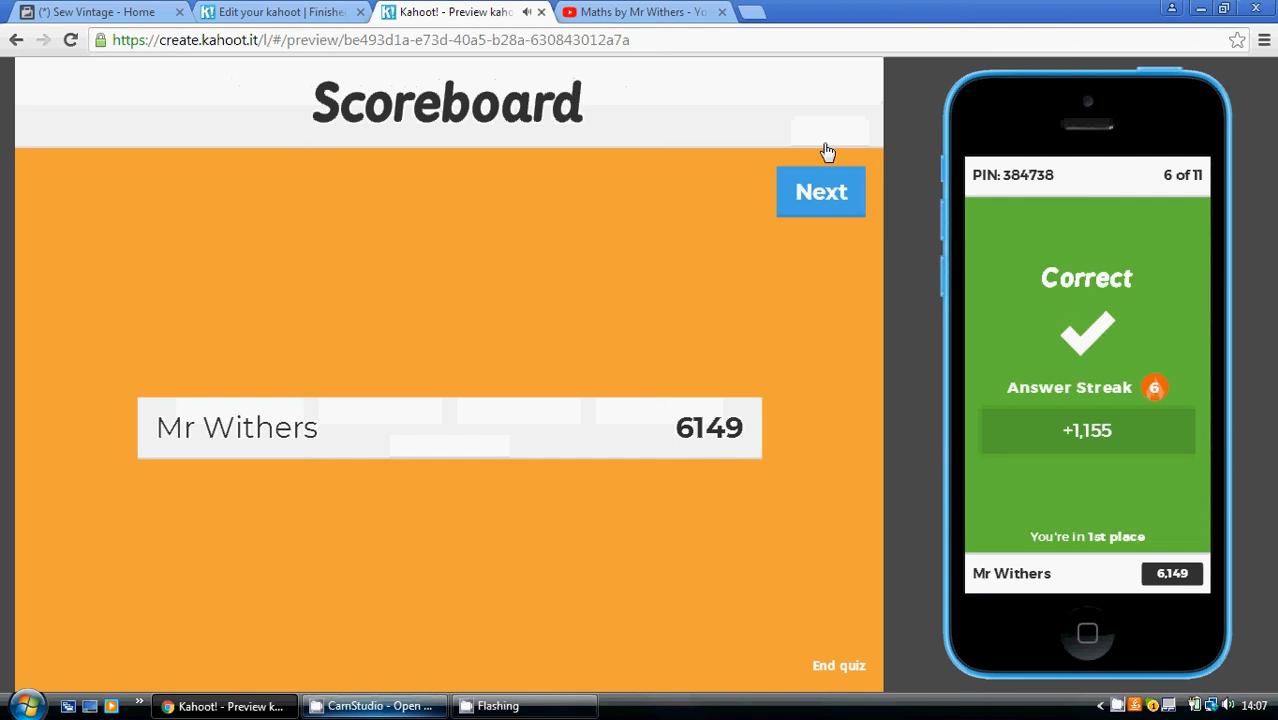 (*) Sew Vintage - Home
Edit your kahoot | Finishe
Kahoot! - Preview kaho
Maths by Mr Withers - Yo
https://create.kahoot.it/l/#/preview/be493d1a-e73d-40a5-b28a-630843012a7a
Scoreboard
Next
Mr Withers 6149
End quiz
PIN: 384738 6 of 11
Correct
Answer Streak 6
+1,155
You're in 1st place
Mr Withers 6,149
Kahoot! - Preview k...
CamStudio - Open ...
Flashing
14:07